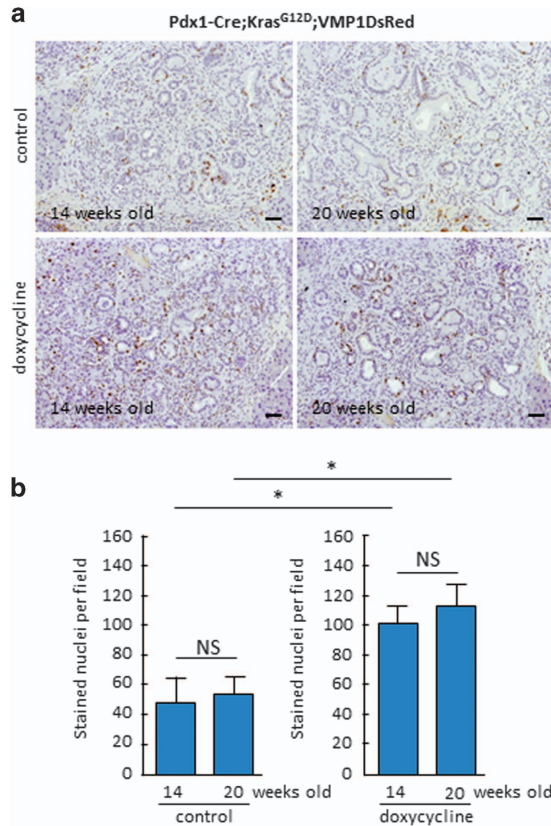 a
Pdx1-Cre;KrasG12D;VMP1DsRed
control
14 weeks old
20 weeks old
doxycycline
14 weeks old
20 weeks old
b
*
*
Stained nuclei per field
160
140
120
100
80
60
40
20
0
NS
14 20 weeks old
control
Stained nuclei per field
160
140
120
100
80
60
40
20
0
NS
14 20 weeks old
doxycycline